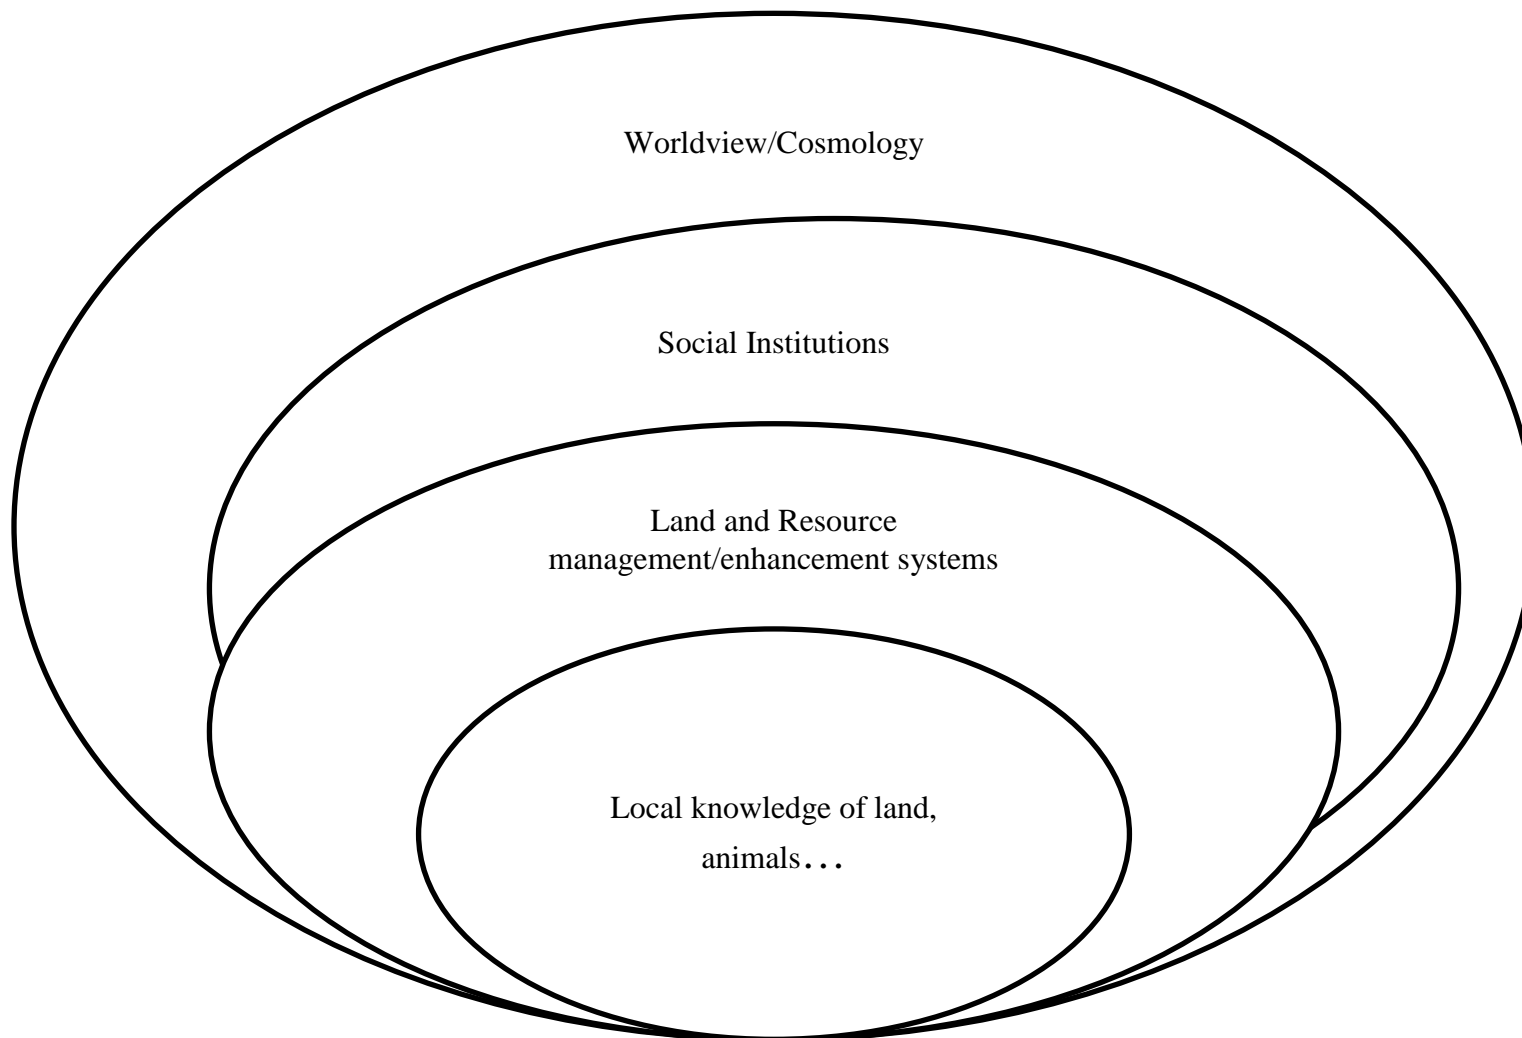 Worldview/Cosmology
Social Institutions
Land and Resource
management/enhancement systems
Local knowledge of land,
animals…